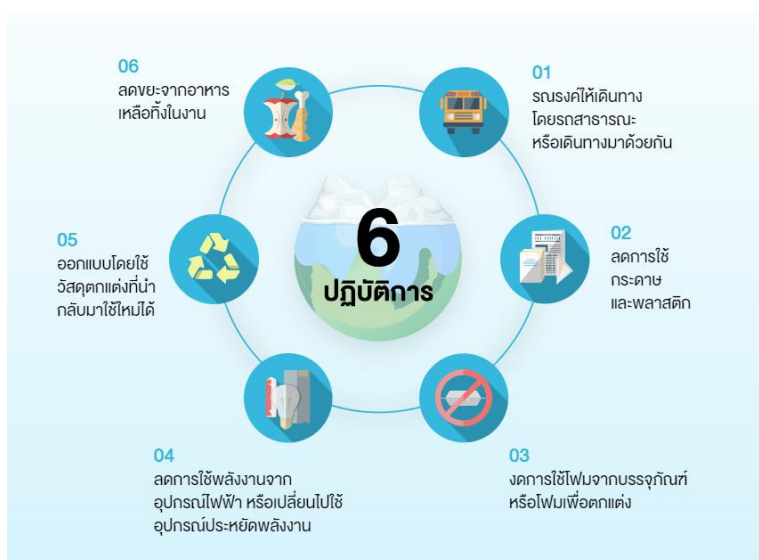 6
ปฏิบัติการ
01
รณรงค์ให้เดินทาง
โดยรถสาธารณะ
หรือเดินทางมาด้วยกัน
02
ลดการใช้
กระดาษ
และพลาสติก
03
งดการใช้โฟมจากบรรจุภัณฑ์
หรือโฟมเพื่อตกแต่ง
04
ลดการใช้พลังงานจาก
อุปกรณ์ไฟฟ้า หรือเปลี่ยนไปใช้
อุปกรณ์ประหยัดพลังงาน
05
ออกแบบโดยใช้
วัสดุตกแต่งที่นำ
กลับมาใช้ใหม่ได้
06
ลดขยะจากอาหาร
เหลือทิ้งในงาน